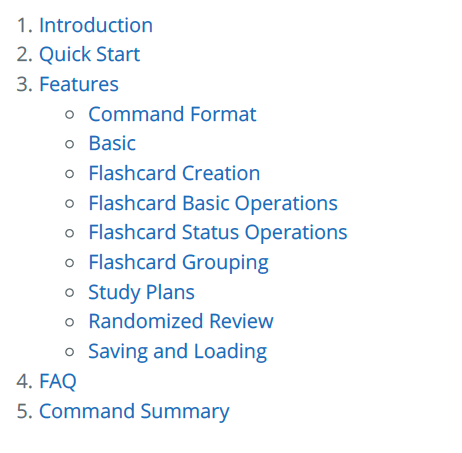 1. Introduction
2. Quick Start
3. Features
○ Command Format
○ Basic
○ Flashcard Creation
○ Flashcard Basic Operations
○ Flashcard Status Operations
○ Flashcard Grouping
○ Study Plans
○ Randomized Review
○ Saving and Loading
4. FAQ
5. Command Summary